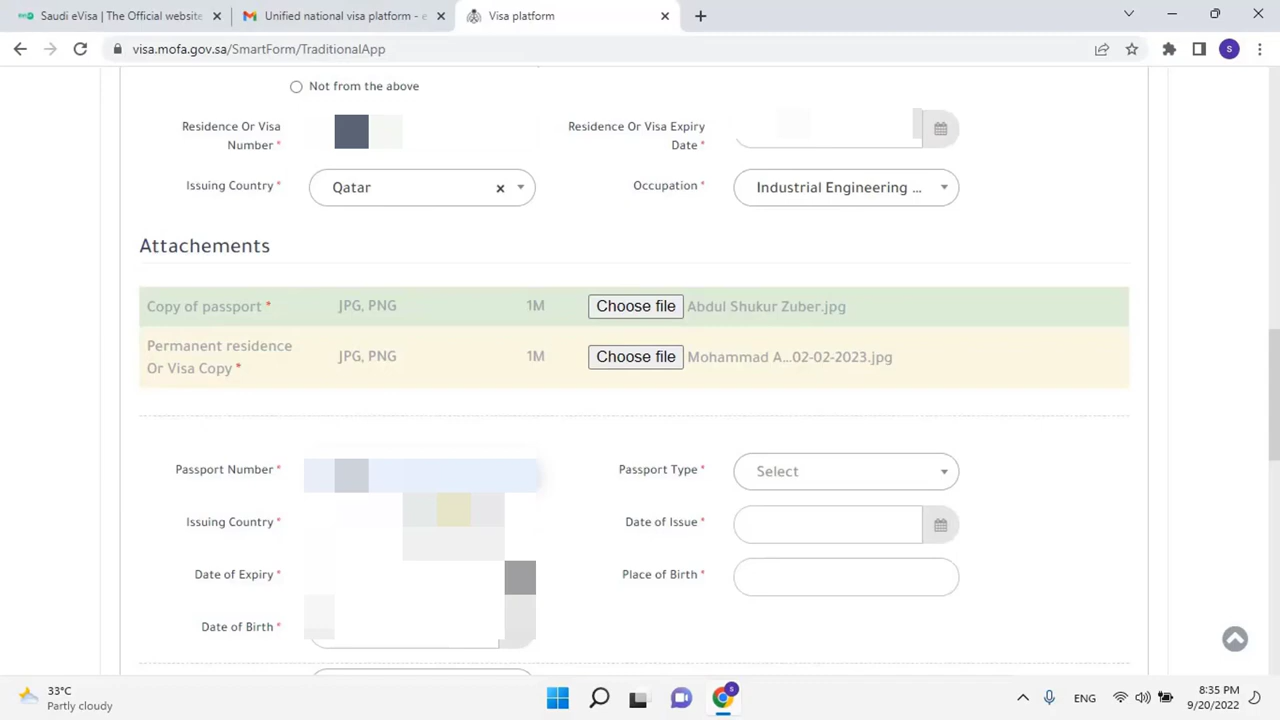 Saudi eVisa | The Official website
Unified national visa platform - e
Visa platform
visa.mofa.gov.sa/SmartForm/TraditionalApp
S
Not from the above
Residence Or Visa Number *
Residence Or Visa Expiry Date *
Issuing Country * Qatar
Occupation * Industrial Engineering ...
Attachements
Copy of passport * JPG, PNG 1M Choose file Abdul Shukur Zuber.jpg
Permanent residence
Or Visa Copy * JPG, PNG 1M Choose file Mohammad A...02-02-2023.jpg
Passport Number *
Passport Type * Select
Issuing Country *
Date of Issue *
Date of Expiry *
Place of Birth *
Date of Birth *
33°C
Partly cloudy
S
ENG
8:35 PM
9/20/2022